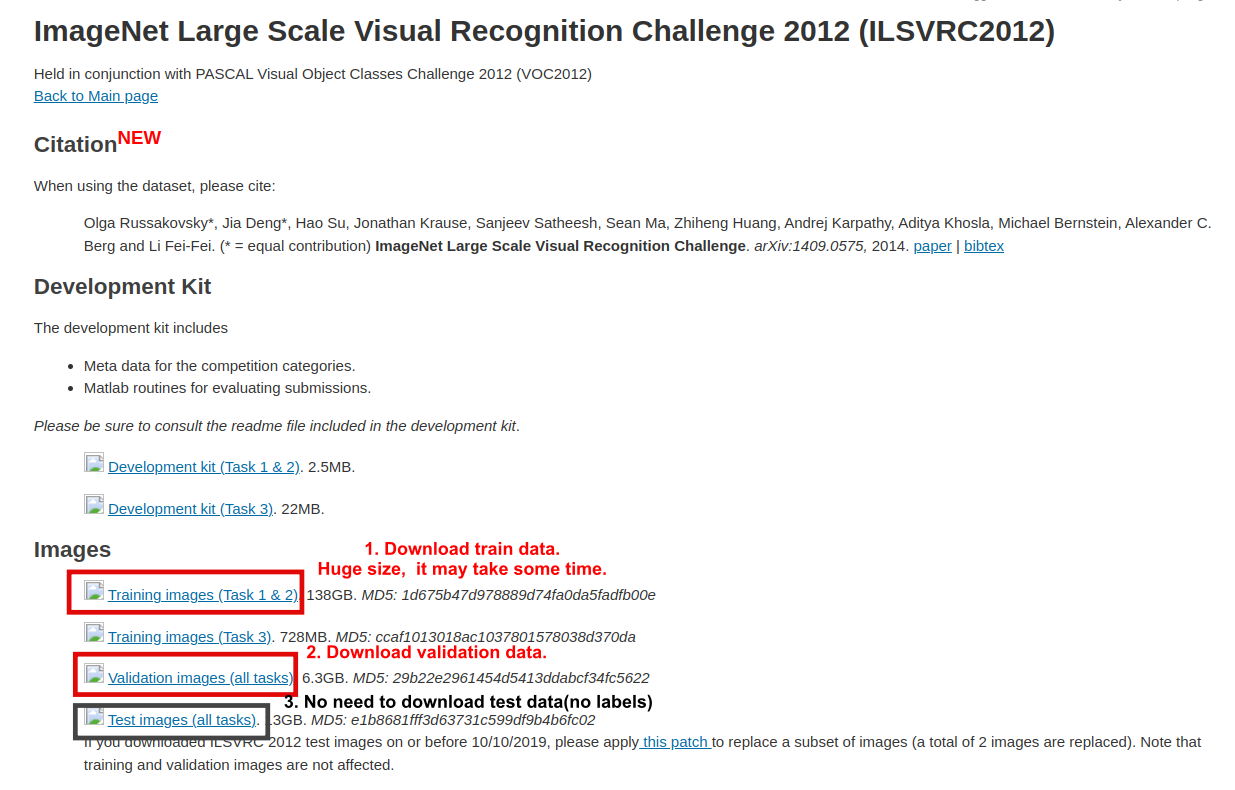 ImageNet Large Scale Visual Recognition Challenge 2012 (ILSVRC2012)
Held in conjunction with PASCAL Visual Object Classes Challenge 2012 (VOC2012)
Back to Main page
CitationNEW
When using the dataset, please cite:
Olga Russakovsky*, Jia Deng*, Hao Su, Jonathan Krause, Sanjeev Satheesh, Sean Ma, Zhiheng Huang, Andrej Karpathy, Aditya Khosla, Michael Bernstein, Alexander C.
Berg and Li Fei-Fei. (* = equal contribution) ImageNet Large Scale Visual Recognition Challenge. arXiv:1409.0575, 2014. paper | bibtex
Development Kit
The development kit includes
• Meta data for the competition categories.
• Matlab routines for evaluating submissions.
Please be sure to consult the readme file included in the development kit.
Development kit (Task 1 & 2). 2.5MB.
Development kit (Task 3). 22MB.
Images
1. Download train data.
Huge size, it may take some time.
Training images (Task 1 & 2). 138GB. MD5: 1d675b47d978889d74fa0da5fadfb00e
Training images (Task 3). 728MB. MD5: ccaf1013018ac1037801578038d370da
2. Download validation data.
Validation images (all tasks). 6.3GB. MD5: 29b22e2961454d5413ddabcf34fc5622
3. No need to download test data(no labels)
Test images (all tasks). 13GB. MD5: e1b8681fff3d63731c599df9b4b6fc02
If you downloaded ILSVRC 2012 test images on or before 10/10/2019, please apply this patch to replace a subset of images (a total of 2 images are replaced). Note that
training and validation images are not affected.